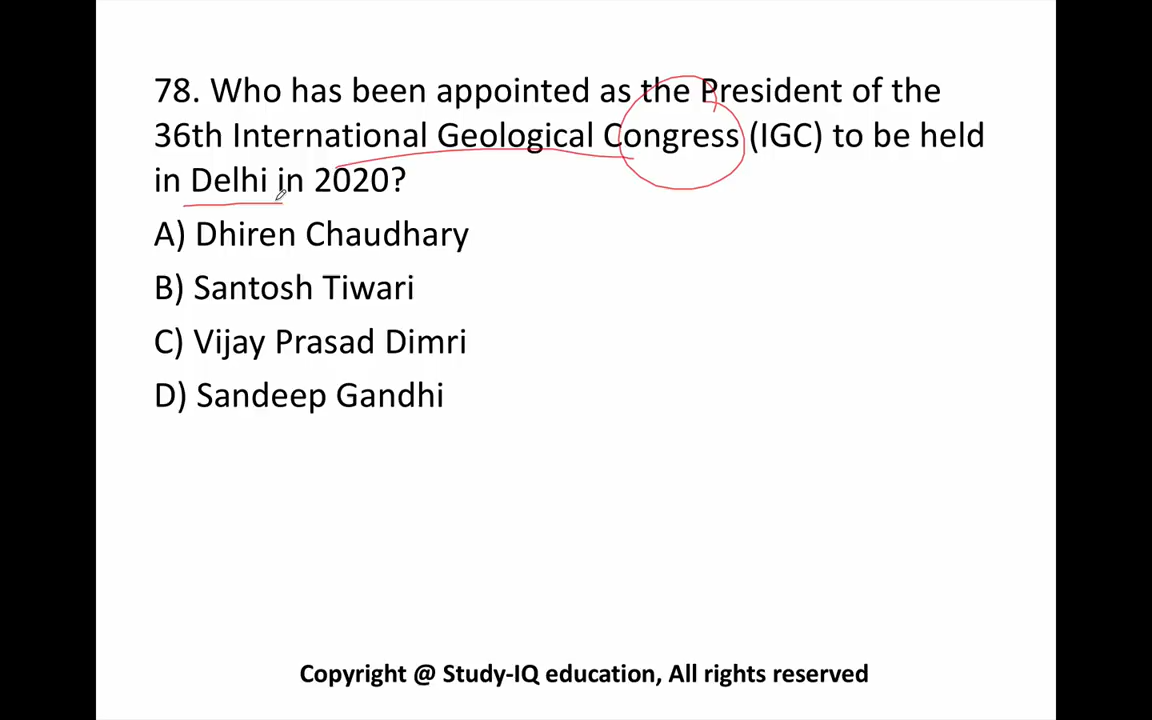 78. Who has been appointed as the President of the
36th International Geological Congress (IGC) to be held
in Delhi in 2020?
A) Dhiren Chaudhary
B) Santosh Tiwari
C) Vijay Prasad Dimri
D) Sandeep Gandhi
Copyright @ Study-IQ education, All rights reserved